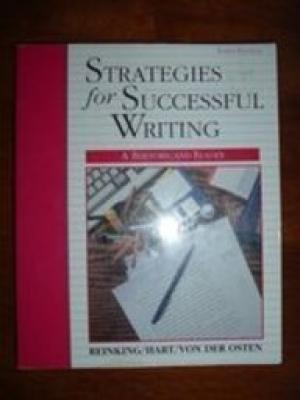 STRATEGIES
for SUCCESSFUL
WRITING
A RHETORIC AND READER
REINKING/HART/VON DER OSTEN